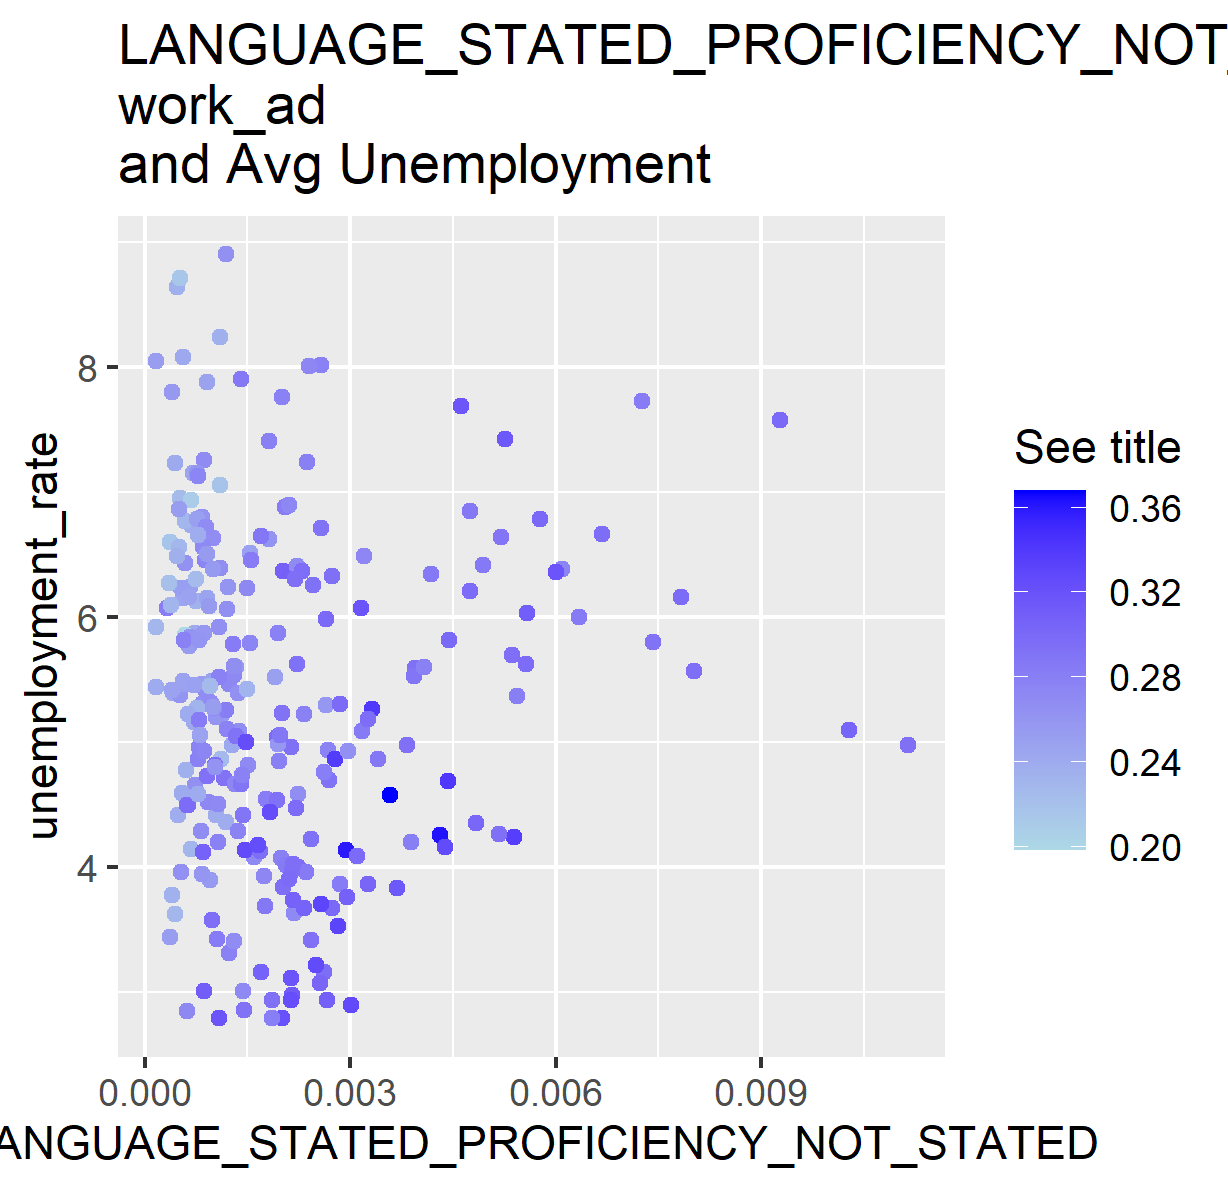 LANGUAGE_STATED_PROFICIENCY_NOT_
work_ad
and Avg Unemployment
8
6
4
unemployment_rate
See title
0.36
0.32
0.28
0.24
0.20
0.000 0.003 0.006 0.009
ANGUAGE_STATED_PROFICIENCY_NOT_STATED